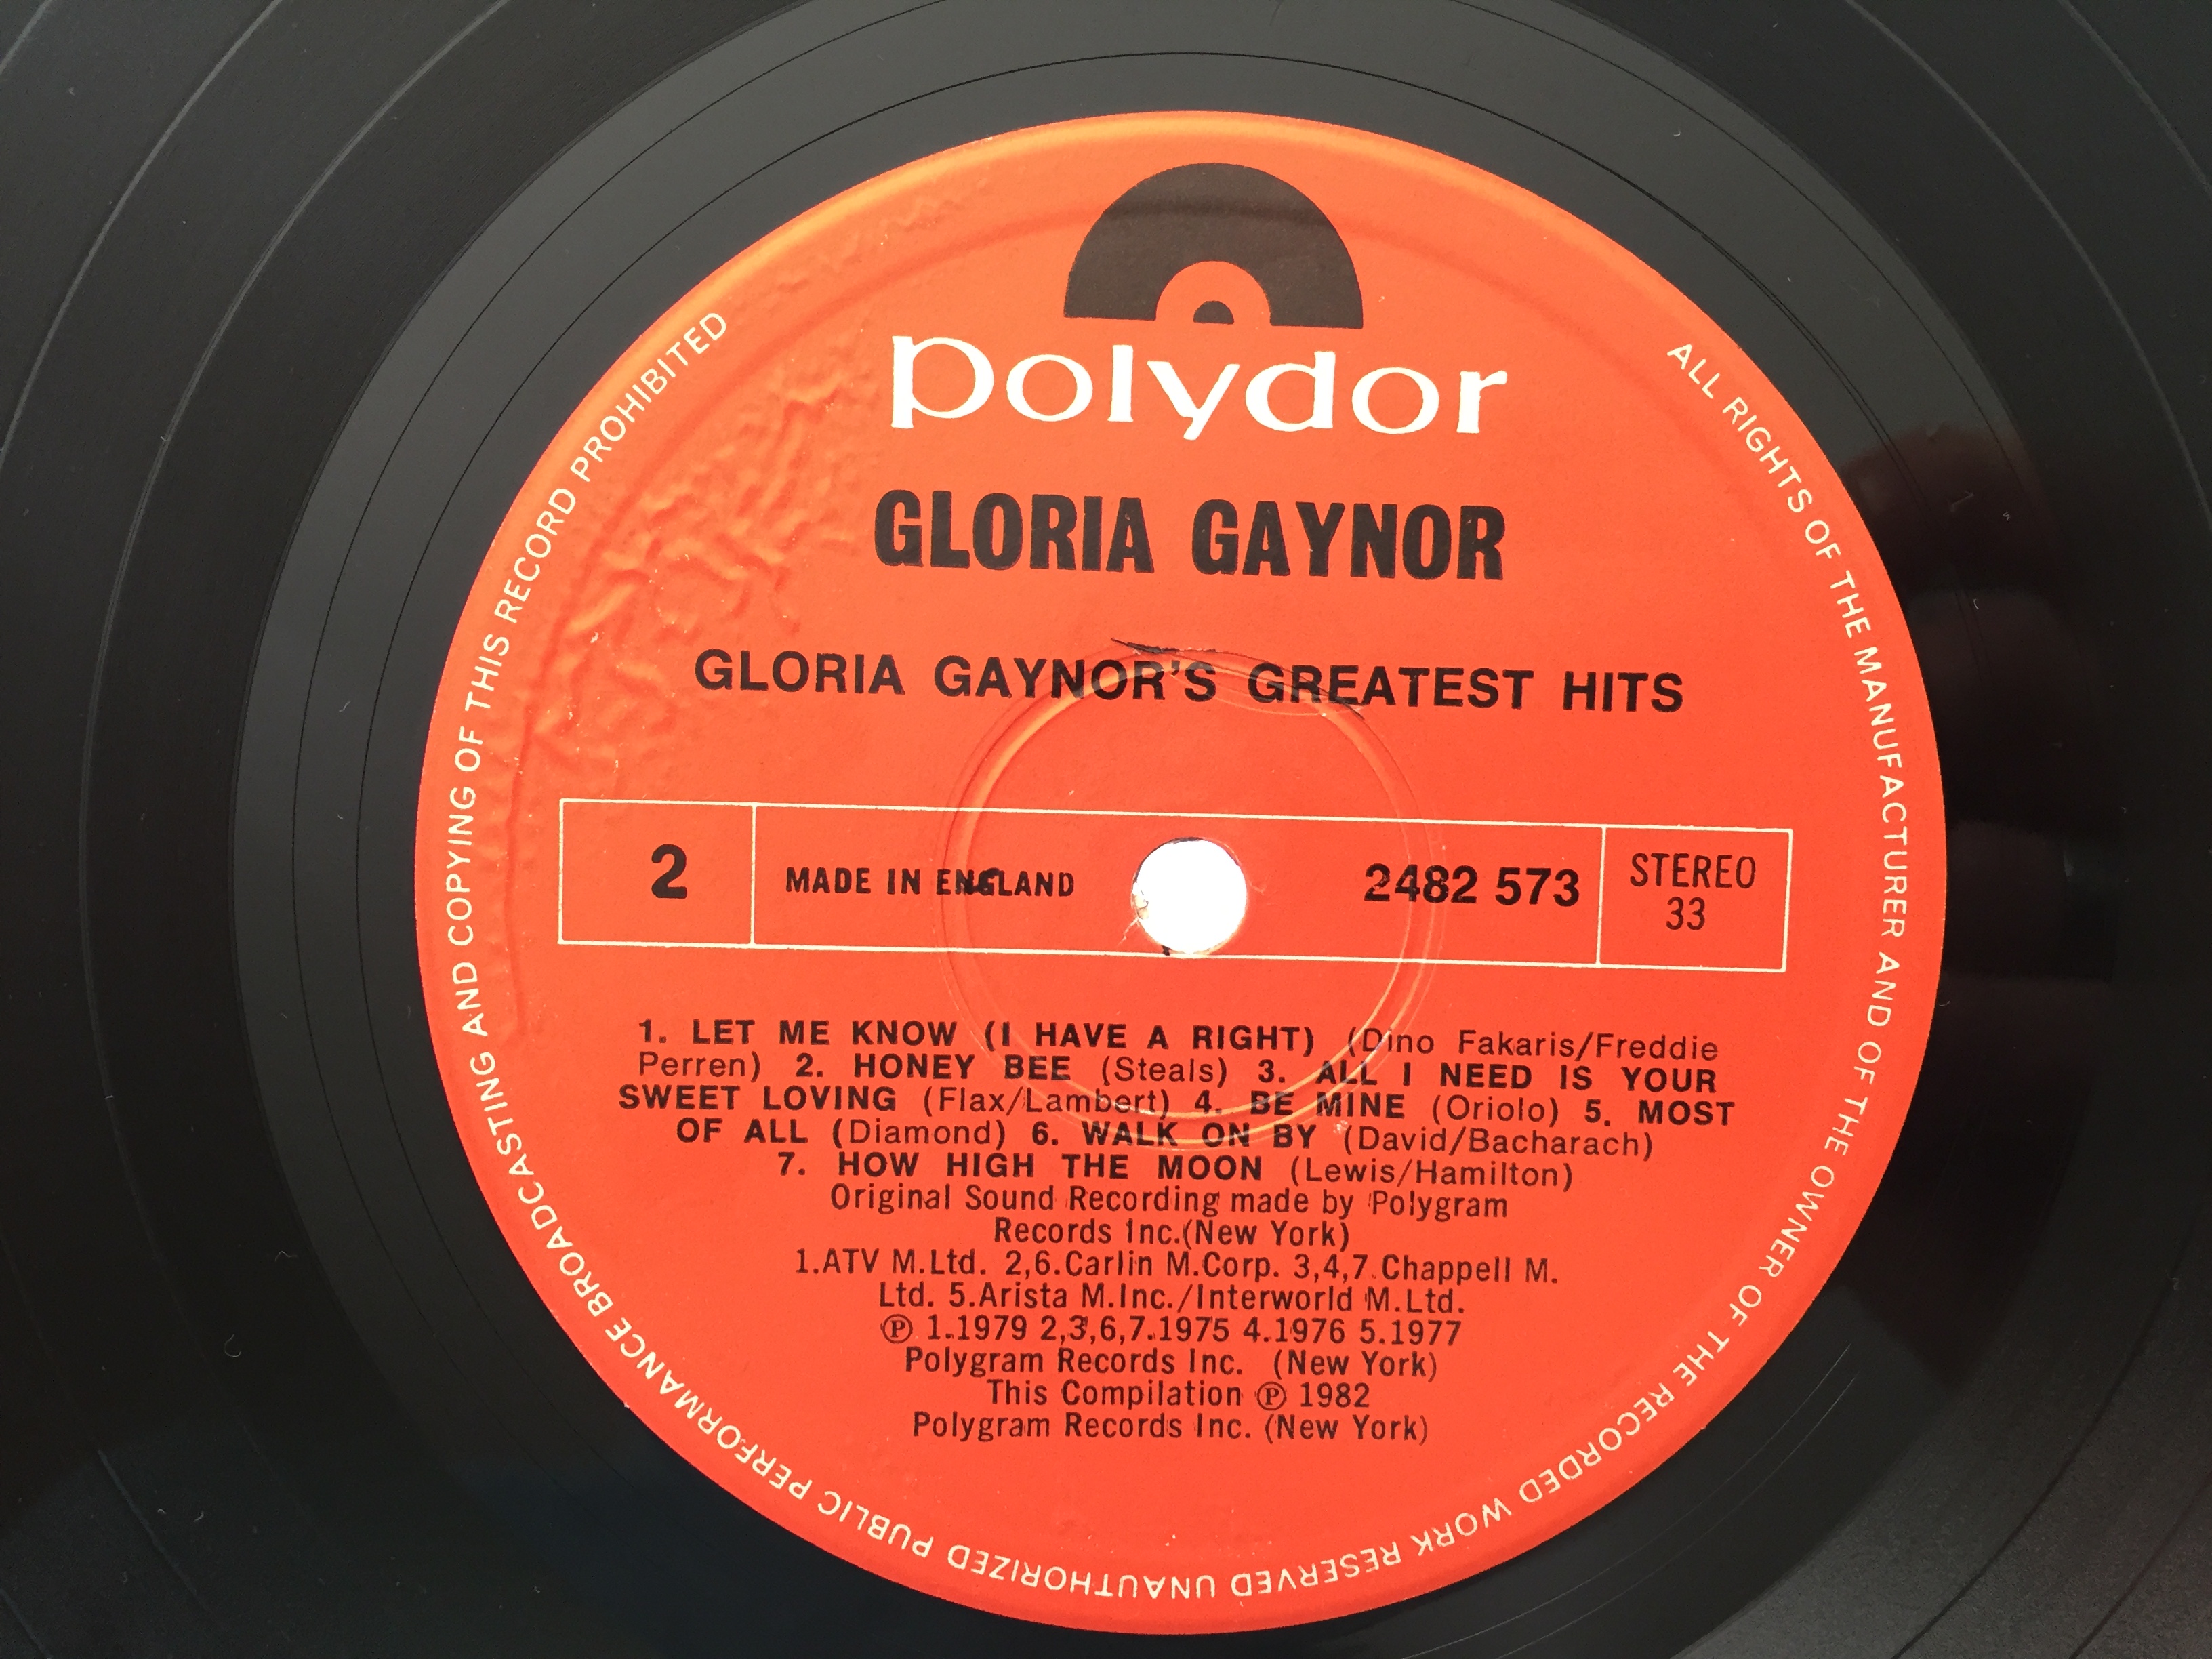 polydor
GLORIA GAYNOR
GLORIA GAYNOR'S GREATEST HITS
2
MADE IN ENGLAND
2482 573
STEREO
33
1. LET ME KNOW (I HAVE A RIGHT) (Dino Fakaris/Freddie
Perren) 2. HONEY BEE (Steals) 3. ALL I NEED IS YOUR
SWEET LOVING (Flax/Lambert) 4. BE MINE (Oriolo) 5. MOST
OF ALL (Diamond) 6. WALK ON BY (David/Bacharach)
7. HOW HIGH THE MOON (Lewis/Hamilton)
Original Sound Recording made by Polygram
Records Inc.(New York)
1.ATV M.Ltd. 2,6.Carlin M.Corp. 3,4,7.Chappell M.
Ltd. 5.Arista M.Inc./Interworld M.Ltd.
℗ 1.1979 2,3,6,7.1975 4.1976 5.1977
Polygram Records Inc. (New York)
This Compilation ℗ 1982
Polygram Records Inc. (New York)
ALL RIGHTS OF THE MANUFACTURER AND OF THE OWNER OF THE RECORDED WORK RESERVED UNAUTHORIZED PUBLIC PERFORMANCE BROADCASTING AND COPYING OF THIS RECORD PROHIBITED